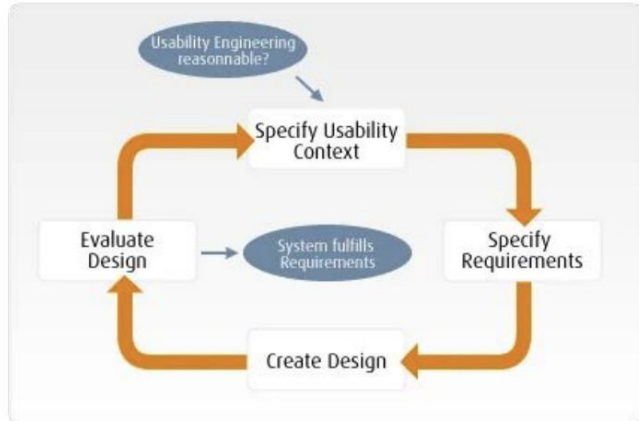 Usability Engineering
reasonnable?
Specify Usability
Context
Evaluate
Design
System fulfills
Requirements
Specify
Requirements
Create Design